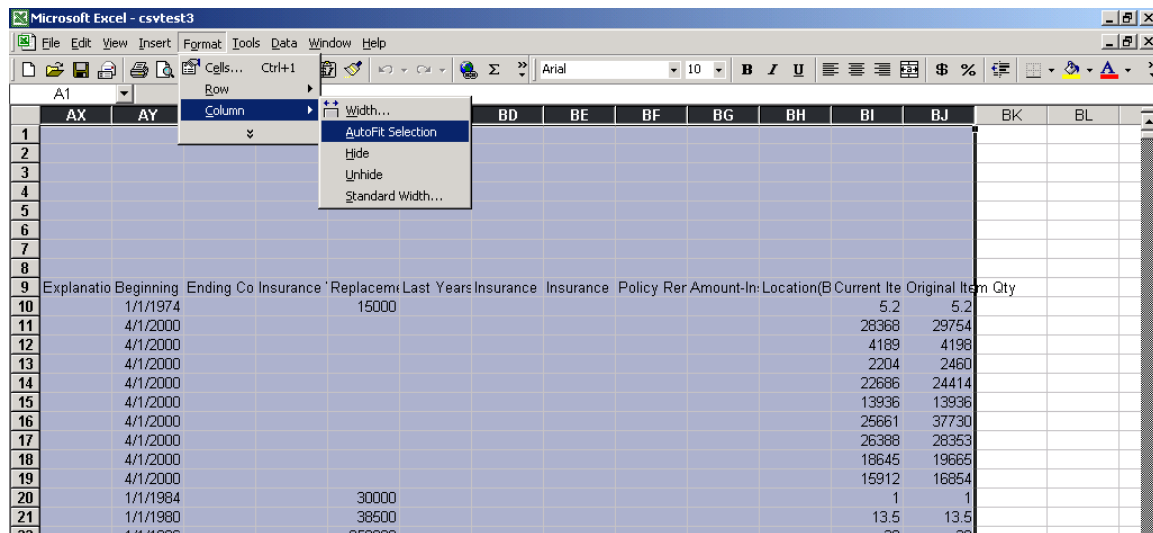 Microsoft Excel - csvtest3
File Edit View Insert Format Tools Data Window Help
Arial 10 B I U $ %
A1
Cells... Ctrl+1
Row
Column
Width...
AutoFit Selection
Hide
Unhide
Standard Width...
AX AY BD BE BF BG BH BI BJ BK BL
1
2
3
4
5
6
7
8
9 Explanatio Beginning Ending Co Insurance Replaceme Last Years Insurance Insurance Policy Rer Amount-In: Location(B Current Ite Original Item Qty
10 1/1/1974 15000 5.2 5.2
11 4/1/2000 28368 29754
12 4/1/2000 4189 4198
13 4/1/2000 2204 2460
14 4/1/2000 22686 24414
15 4/1/2000 13936 13936
16 4/1/2000 25661 37730
17 4/1/2000 26388 28353
18 4/1/2000 18645 19665
19 4/1/2000 15912 16854
20 1/1/1984 30000 1 1
21 1/1/1980 38500 13.5 13.5